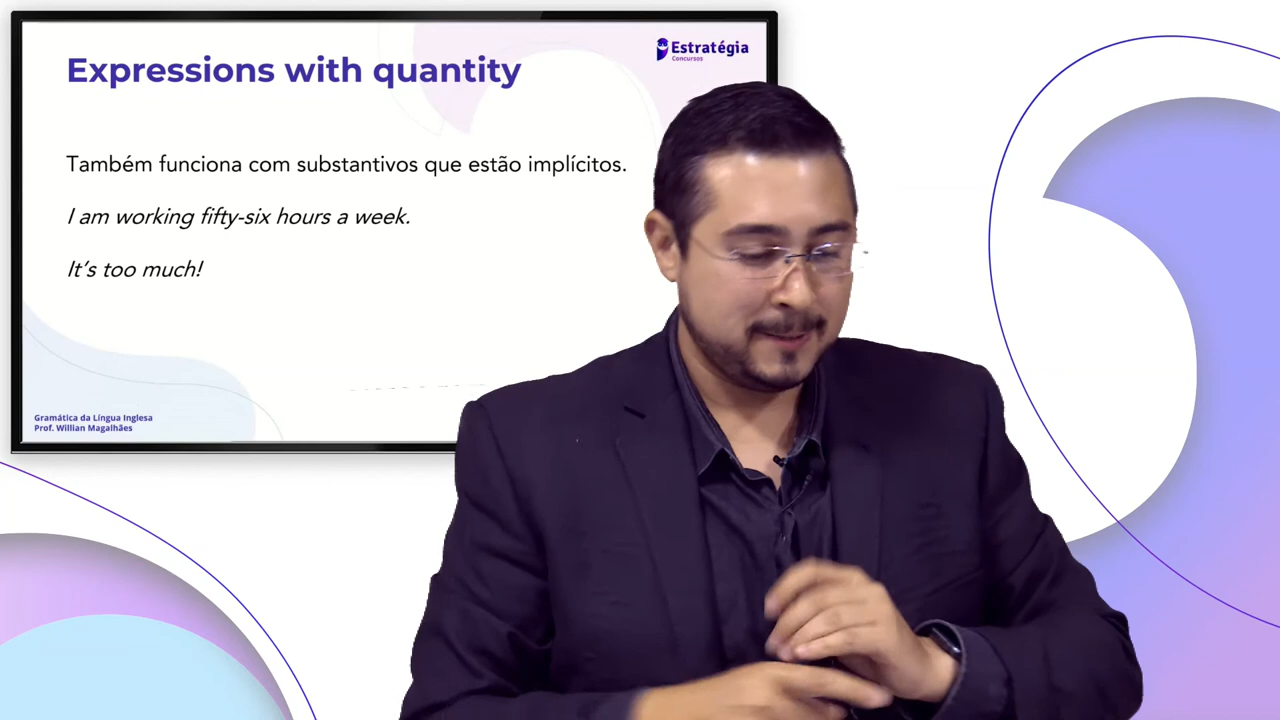 Expressions with quantity
Estratégia
Concursos
Também funciona com substantivos que estão implícitos.
I am working fifty-six hours a week.
It's too much!
Gramática da Língua Inglesa
Prof. Willian Magalhães